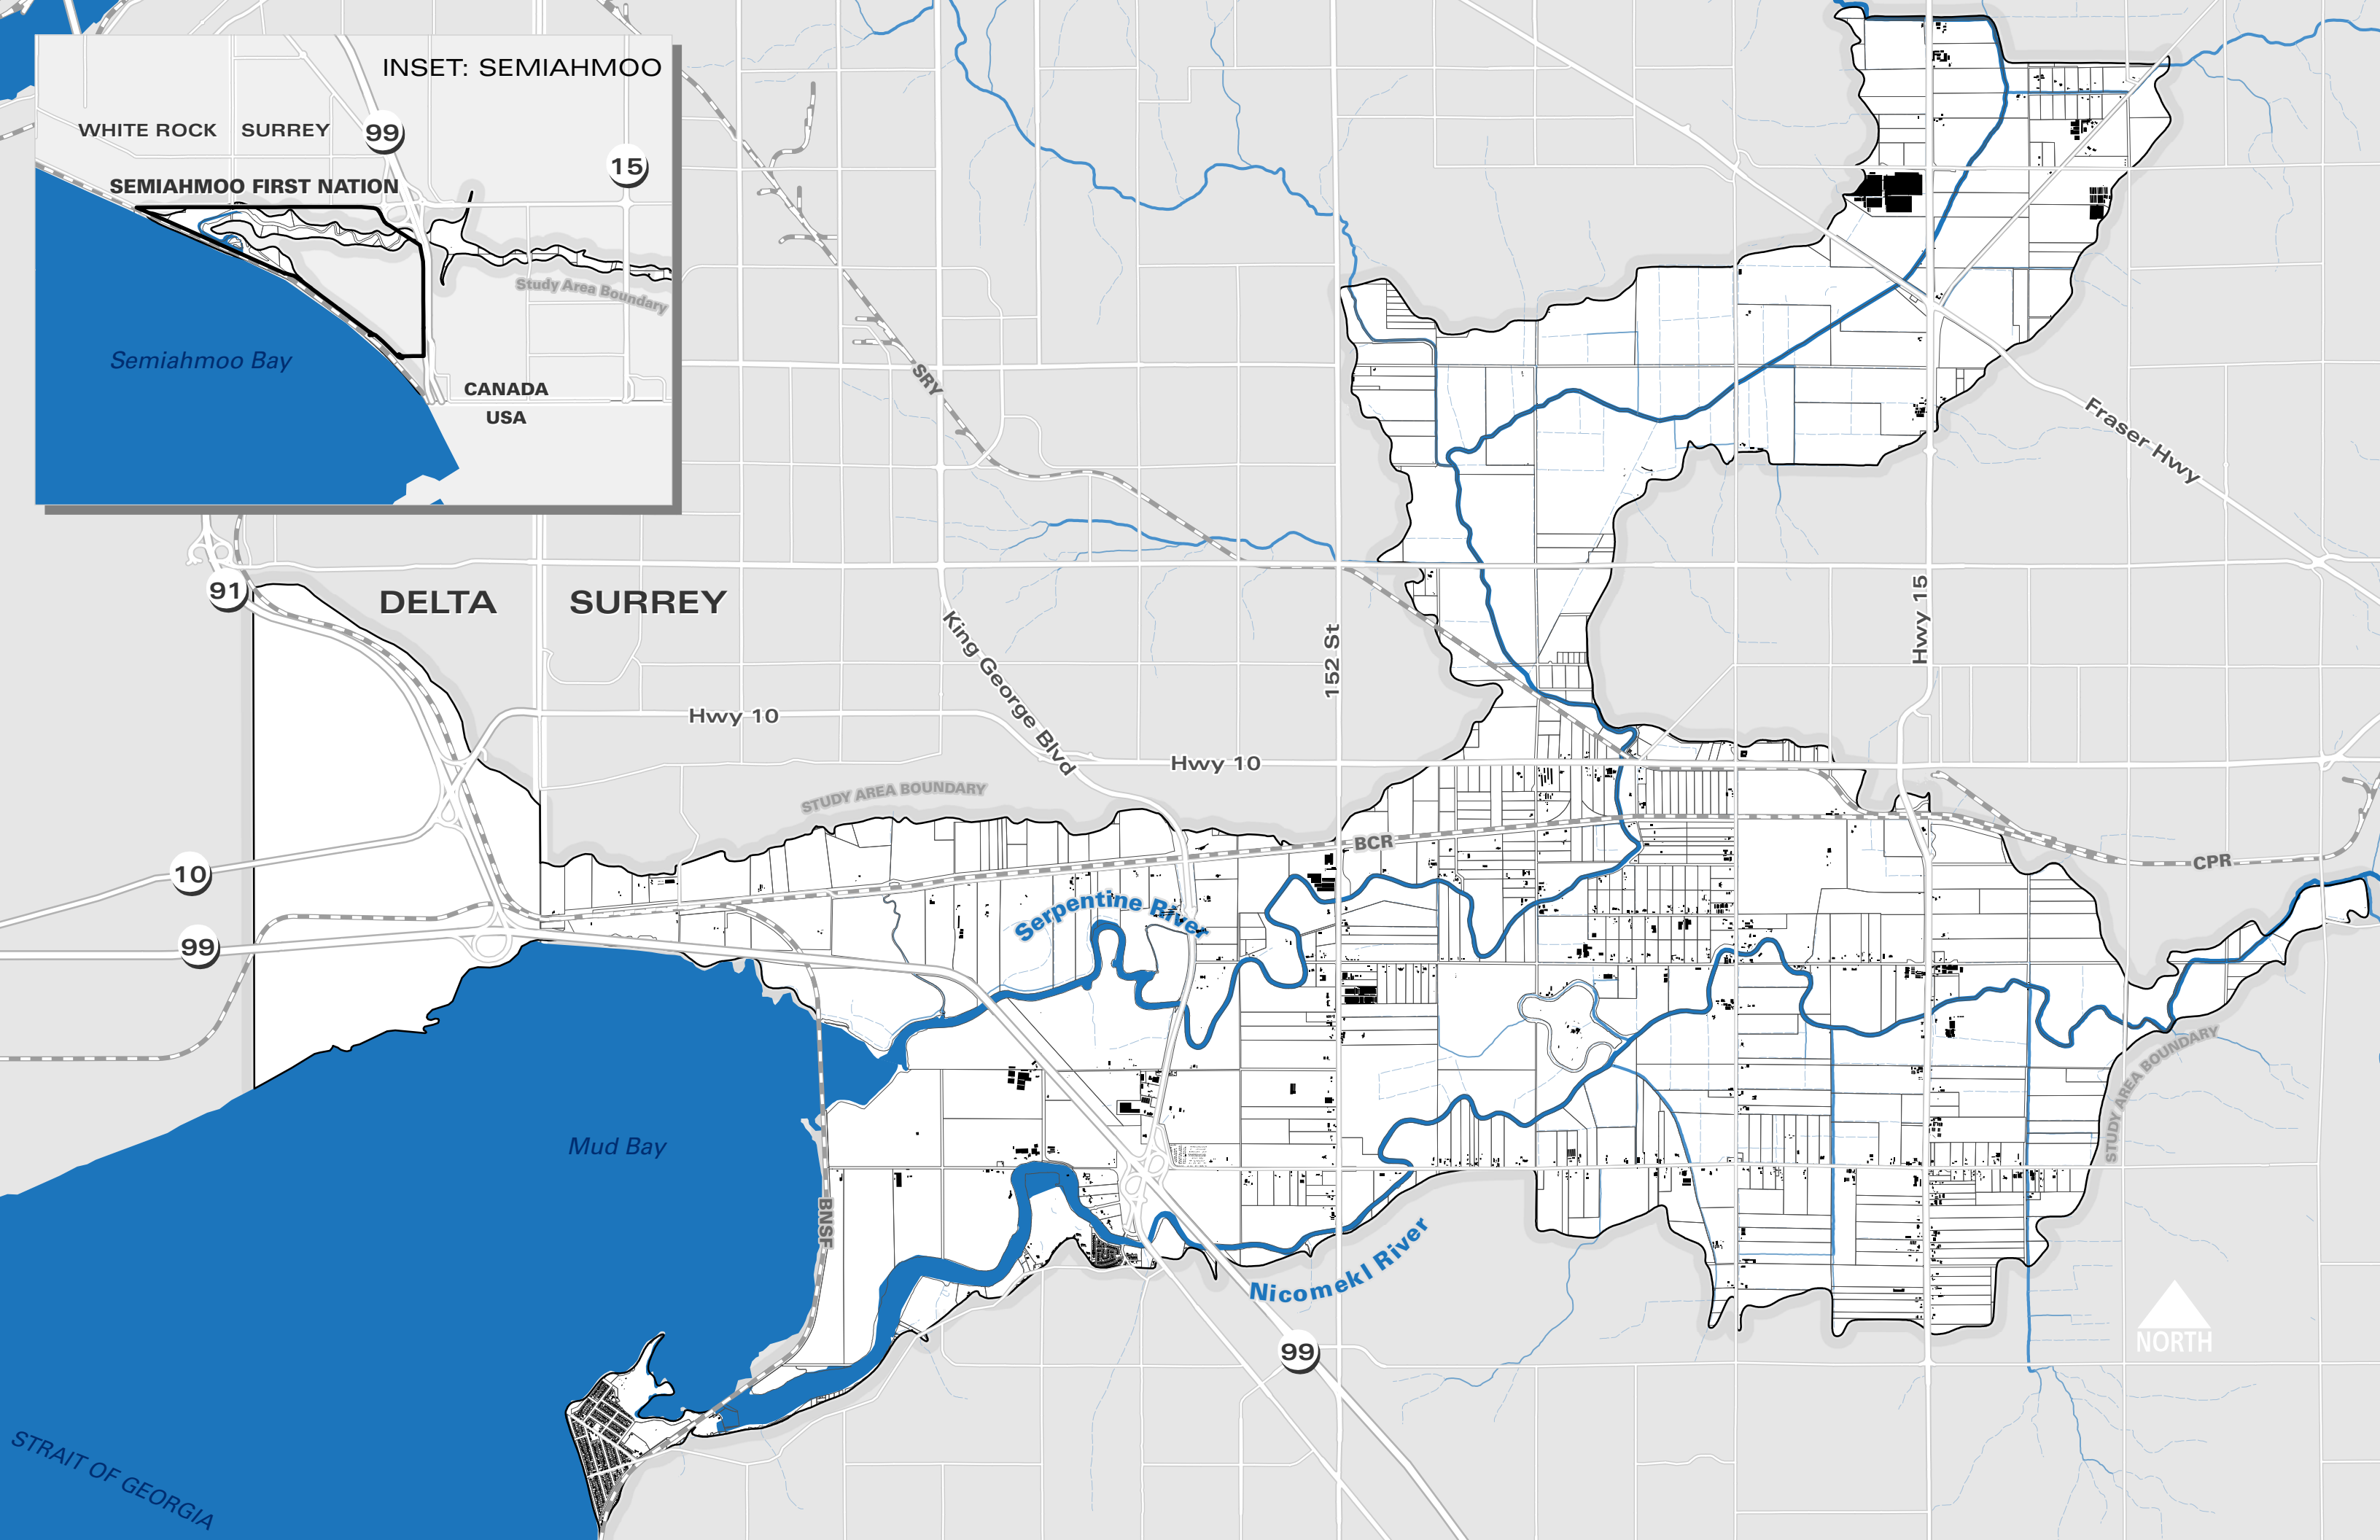 INSET: SEMIAHMOO
WHITE ROCK
SURREY
99
15
SEMIAHMOO FIRST NATION
Study Area Boundary
Semiahmoo Bay
CANADA
USA
SRY
Fraser Hwy
91
DELTA
SURREY
King George Blvd
152 St
Hwy 15
Hwy 10
Hwy 10
STUDY AREA BOUNDARY
BCR
CPR
10
Serpentine River
99
STUDY AREA BOUNDARY
Mud Bay
BNSF
Nicomekl River
NORTH
99
STRAIT OF GEORGIA